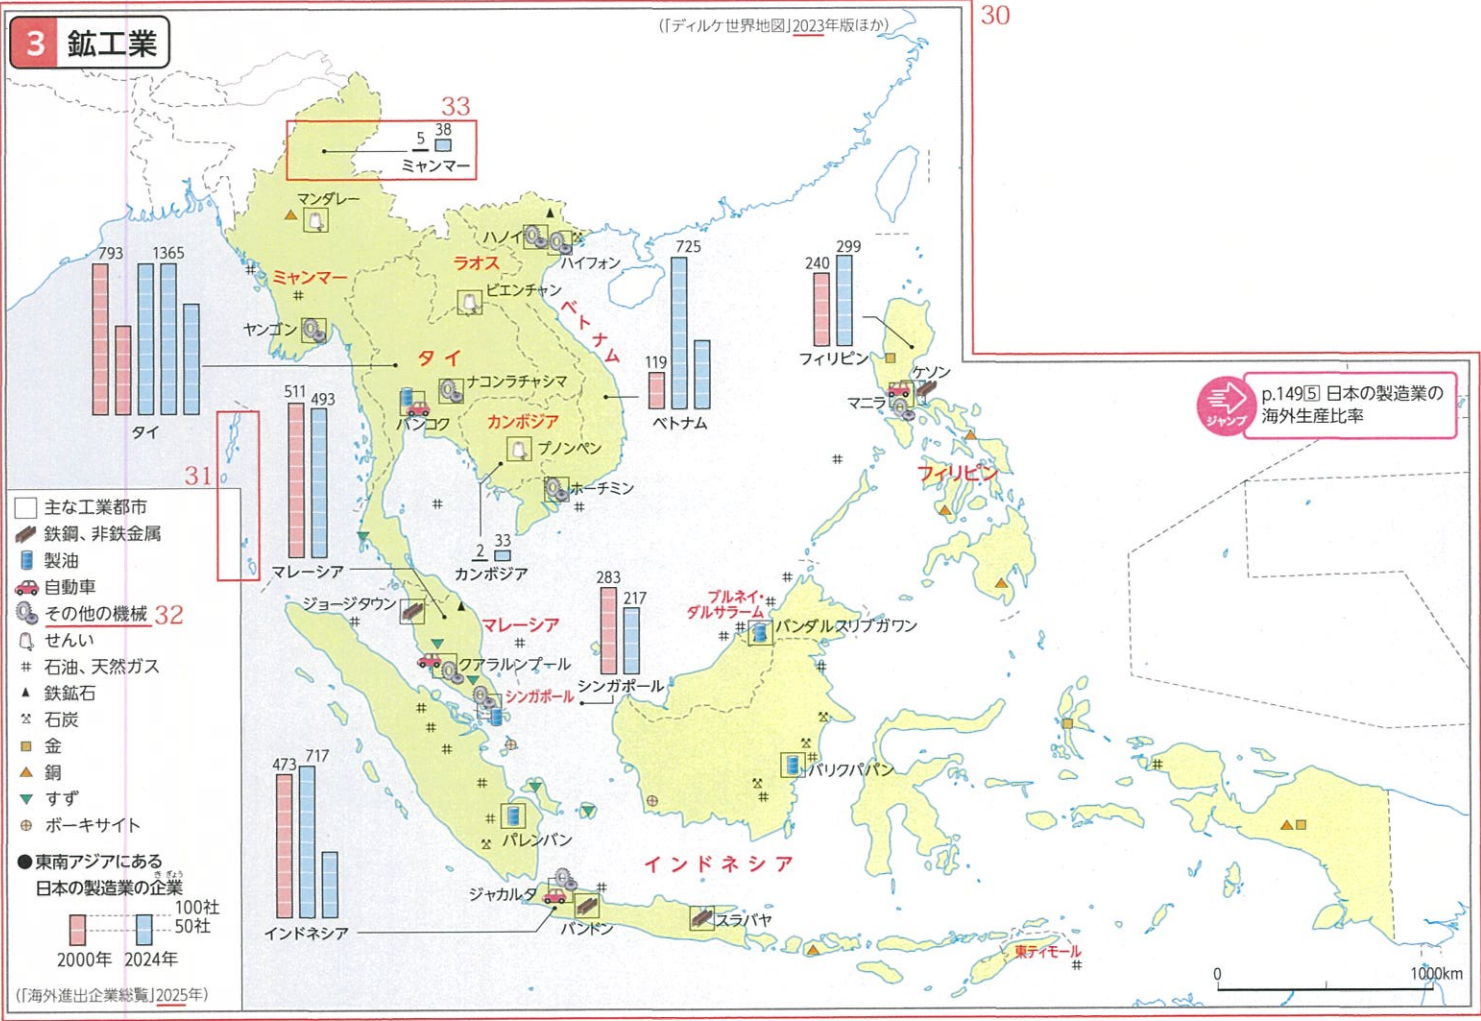 3 鉱工業
(「ディルケ世界地図」2023年版ほか)
30
33
5
38
ミャンマー
マンダレー
ハノイ
ハイフォン
ラオス
ミャンマー
ビエンチャン
ヤンゴン
ベトナム
タイ
ナコンラチャシマ
バンコク
カンボジア
プノンペン
ホーチミン
793
1365
タイ
511
493
マレーシア
725
119
ベトナム
240
299
フィリピン
ケソン
マニラ
フィリピン
p.149⑤ 日本の製造業の
海外生産比率
ジャンプ
31
2
33
カンボジア
ジョージタウン
マレーシア
クアラルンプール
シンガポール
283
217
シンガポール
ブルネイ・
ダルサラーム
バンダルスリブガワン
バリクパパン
473
717
インドネシア
パレンバン
インドネシア
ジャカルタ
バンドン
スラバヤ
東ティモール
0
1000km
主な工業都市
鉄鋼、非鉄金属
製油
自動車
その他の機械 32
せんい
石油、天然ガス
鉄鉱石
石炭
金
銅
すず
ボーキサイト
●東南アジアにある
日本の製造業の企業
きぎょう
100社
50社
2000年 2024年
(「海外進出企業総覧」2025年)